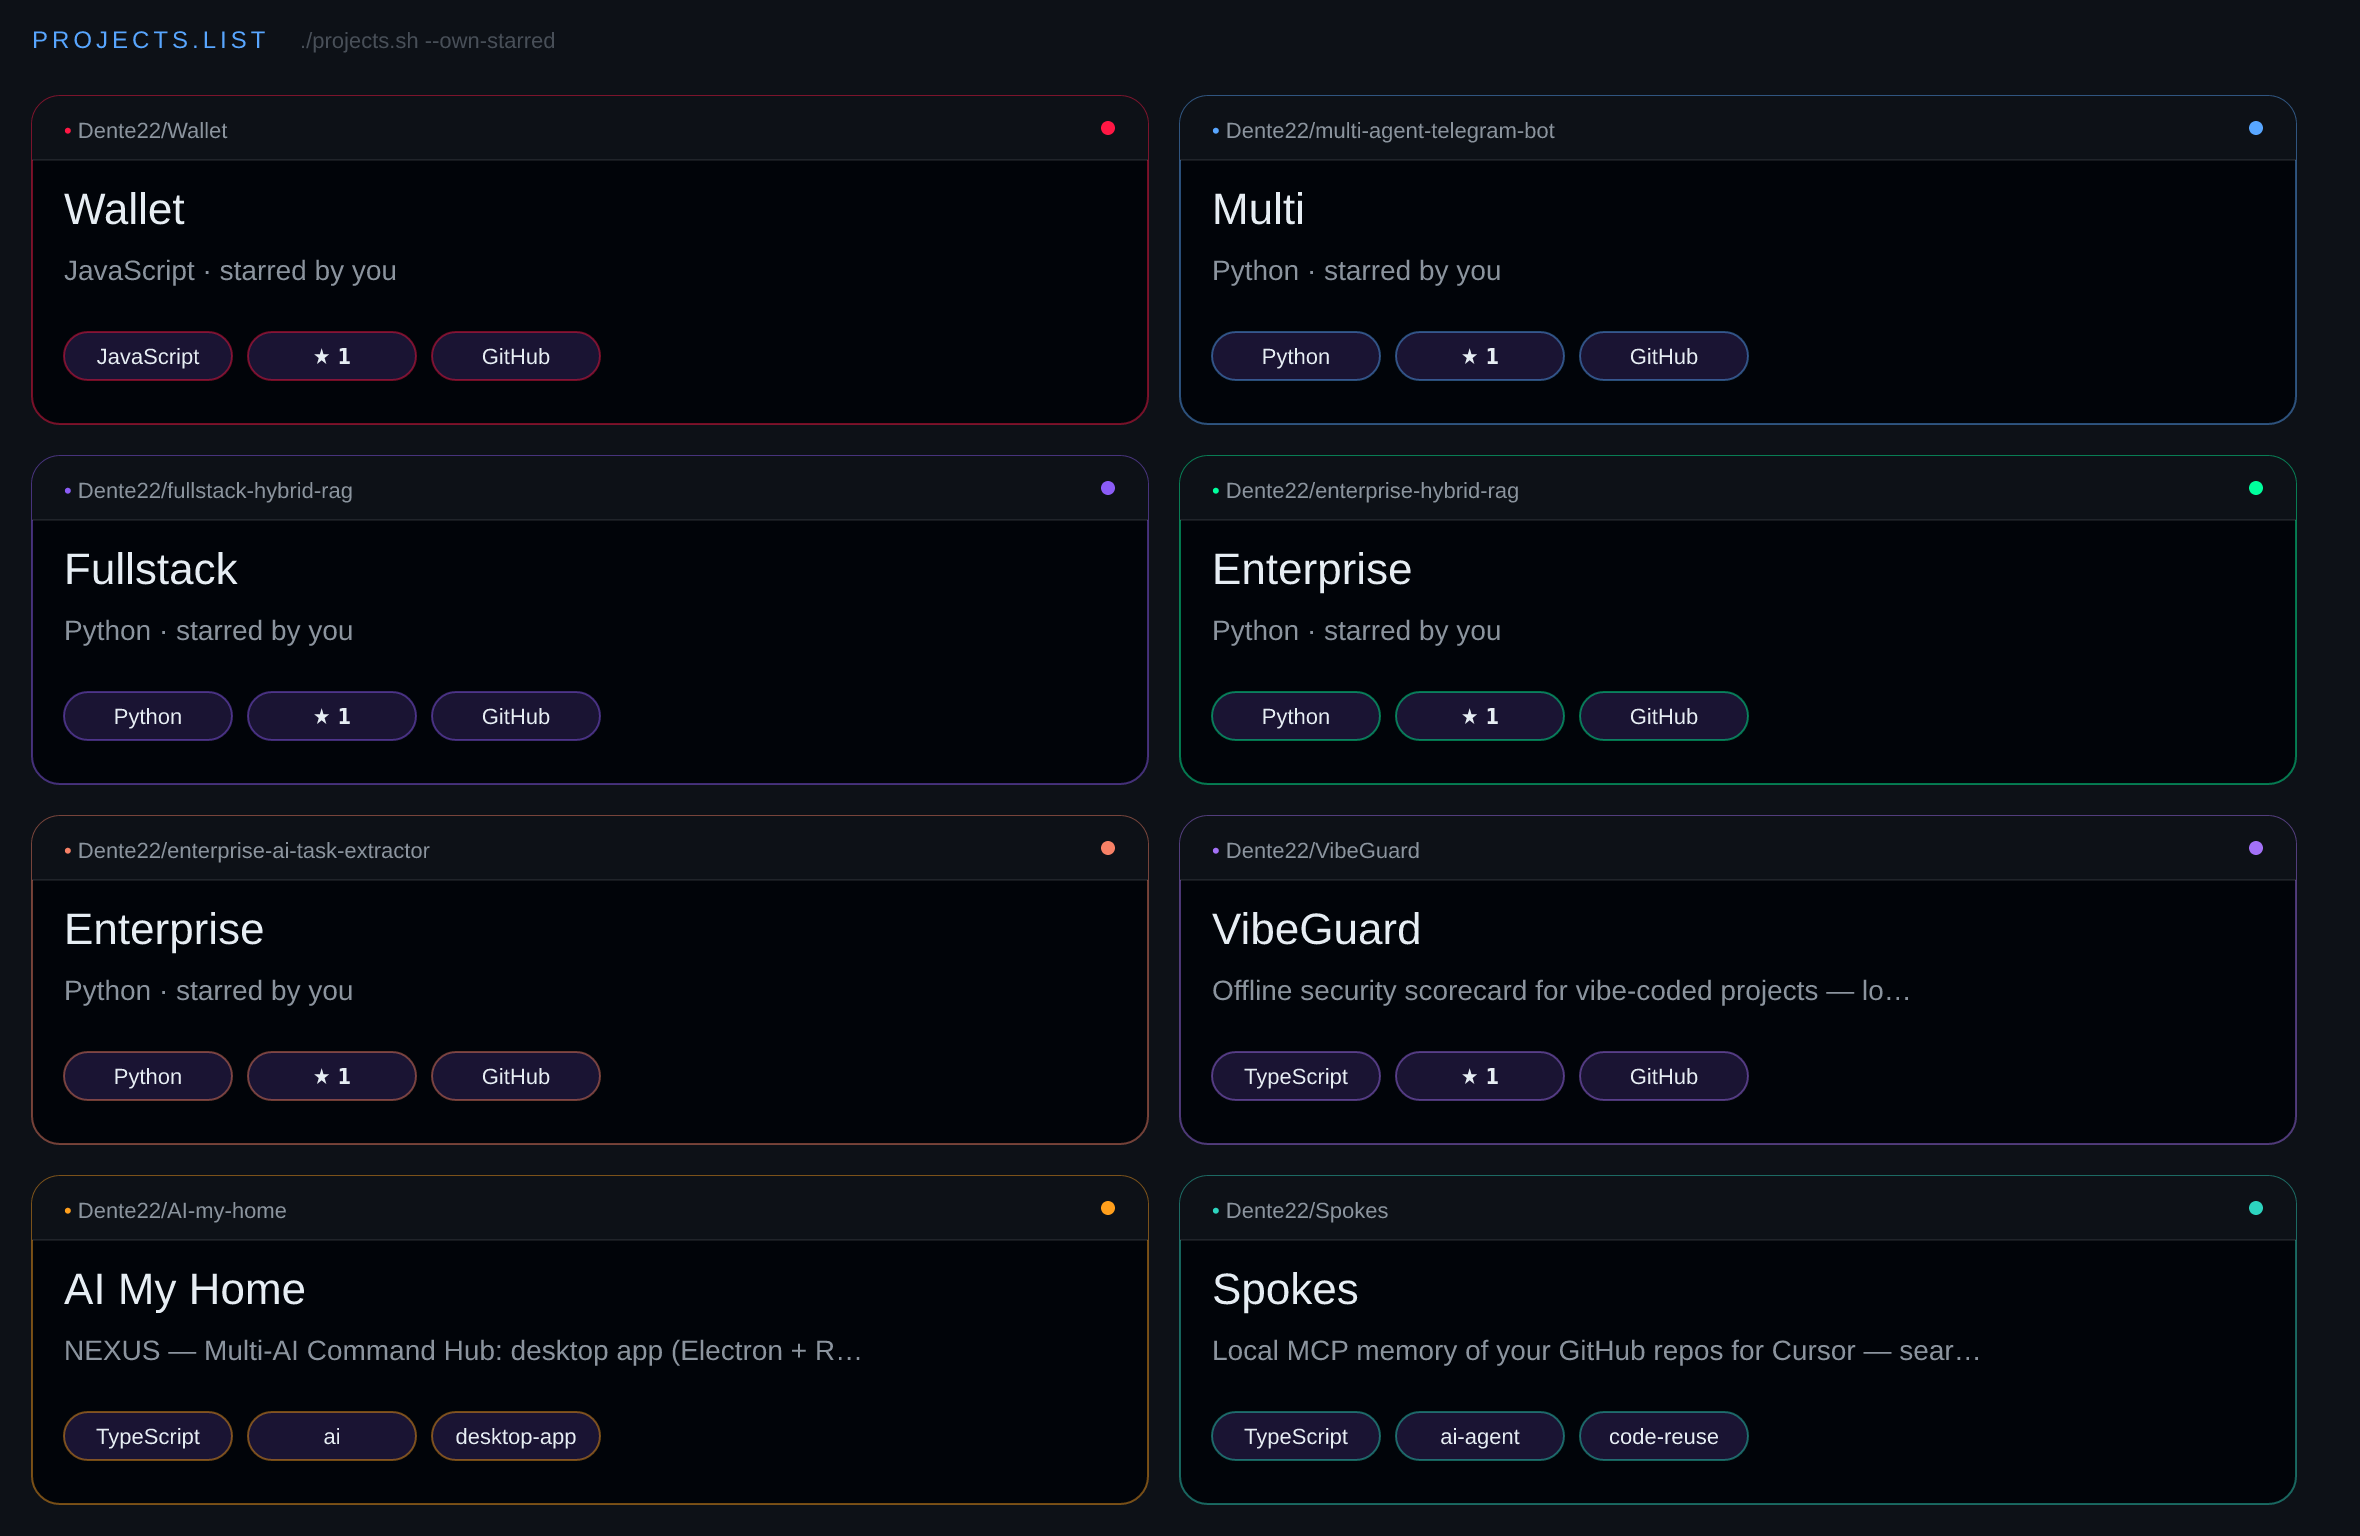 PROJECTS.LIST ./projects.sh --own-starred
• Dente22/Wallet
Wallet
JavaScript · starred by you
JavaScript ★ 1 GitHub
• Dente22/multi-agent-telegram-bot
Multi
Python · starred by you
Python ★ 1 GitHub
• Dente22/fullstack-hybrid-rag
Fullstack
Python · starred by you
Python ★ 1 GitHub
• Dente22/enterprise-hybrid-rag
Enterprise
Python · starred by you
Python ★ 1 GitHub
• Dente22/enterprise-ai-task-extractor
Enterprise
Python · starred by you
Python ★ 1 GitHub
• Dente22/VibeGuard
VibeGuard
Offline security scorecard for vibe-coded projects — lo…
TypeScript ★ 1 GitHub
• Dente22/AI-my-home
AI My Home
NEXUS — Multi-AI Command Hub: desktop app (Electron + R…
TypeScript ai desktop-app
• Dente22/Spokes
Spokes
Local MCP memory of your GitHub repos for Cursor — sear…
TypeScript ai-agent code-reuse